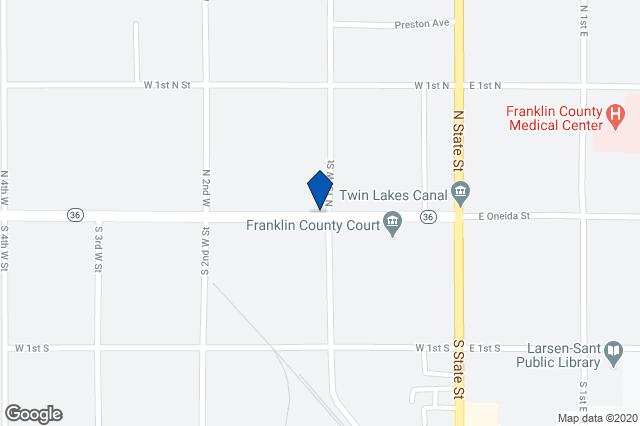 Preston Ave
N 1st E
W 1st N St
W 1st N
E 1st N
N State St
Franklin County
Medical Center
H
N 4th W
N 2nd W
Twin Lakes Canal
36
36
E Oneida St
Franklin County Court
S 4th W St
S 3rd W St
S 2nd W St
W 1st S
W 1st S
E 1st S
S State St
Larsen-Sant
Public Library
S 1st E
Google
Map data ©2020